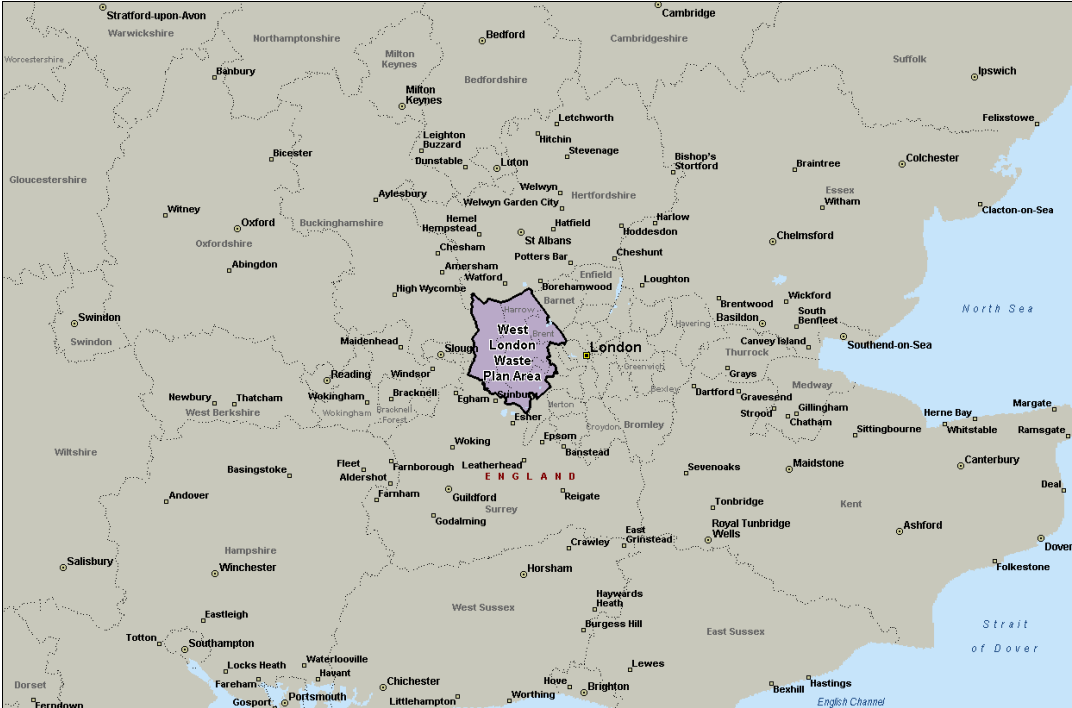 Stratford-upon-Avon
Cambridge
Warwickshire
Northamptonshire
Bedford
Cambridgeshire
Worcestershire
Milton
Keynes
Suffolk
Banbury
Bedfordshire
Ipswich
Milton
Keynes
Letchworth
Felixstowe
Leighton
Buzzard
Hitchin
Stevenage
Bicester
Dunstable
Luton
Bishop's
Stortford
Braintree
Colchester
Gloucestershire
Welwyn
Essex
Aylesbury
Hertfordshire
Welwyn Garden City
Witham
Witney
Clacton-on-Sea
Oxford
Buckinghamshire
Hemel
Hempstead
Hatfield
Harlow
Hoddesdon
Oxfordshire
St Albans
Chelmsford
Chesham
Potters Bar
Cheshunt
Abingdon
Amersham
Enfield
Watford
Loughton
High Wycombe
Borehamwood
Barnet
Brentwood
Wickford
North Sea
Harrow
South
Benfleet
Swindon
Basildon
Havering
West
London
Waste
Plan Area
Brent
Swindon
Maidenhead
Slough
London
Canvey Island
Southend-on-Sea
Thurrock
Greenwich
Windsor
Grays
Reading
Bexley
Medway
Newbury
Thatcham
Wokingham
Bracknell
Egham
Sunbury
Dartford
Gravesend
West Berkshire
Wokingham
Bracknell
Forest
Merton
Strood
Gillingham
Chatham
Herne Bay
Margate
Esher
Croydon
Bromley
Sittingbourne
Whitstable
Ramsgate
Wiltshire
Woking
Epsom
Banstead
Basingstoke
Fleet
Farnborough
Leatherhead
Sevenoaks
Maidstone
Canterbury
Aldershot
ENGLAND
Deal
Andover
Farnham
Guildford
Reigate
Tonbridge
Kent
Surrey
Godalming
Royal Tunbridge
Wells
Ashford
East
Grinstead
Dover
Hampshire
Crawley
Salisbury
Winchester
Horsham
Folkestone
Haywards
Heath
West Sussex
Eastleigh
Burgess Hill
East Sussex
Strait
of Dover
Totton
Southampton
Locks Heath
Waterlooville
Lewes
Havant
Dorset
Fareham
Chichester
Hove
Brighton
Bexhill
Hastings
Ferndown
Gosport
Portsmouth
Littlehampton
Worthing
English Channel